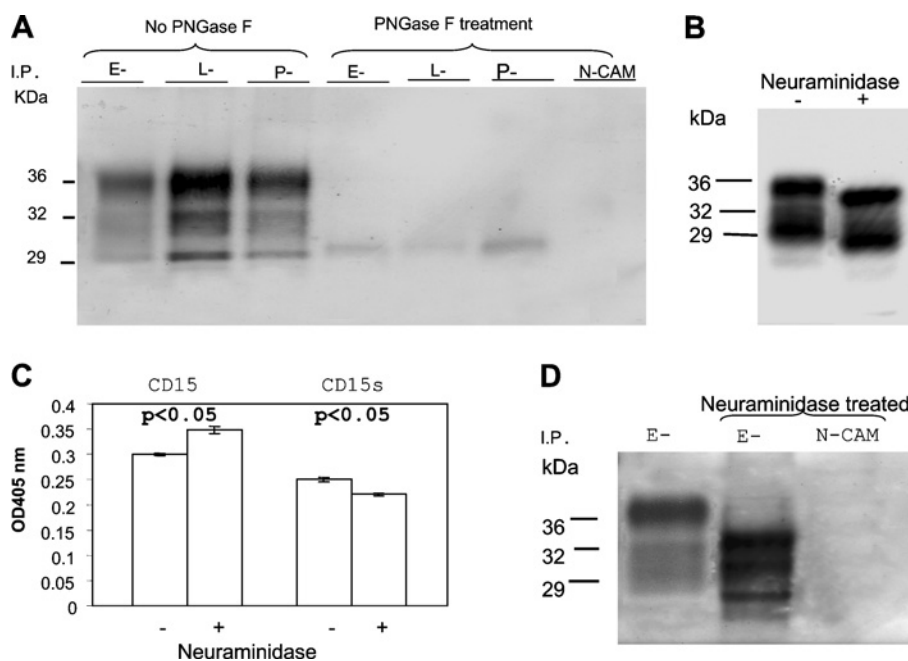 A
No PNGase F
PNGase F treatment
I.P. E- L- P- E- L- P- N-CAM
KDa
36
32
29
B
Neuraminidase
- +
kDa
36
32
29
C
CD15 CD15s
p<0.05 p<0.05
0.4
0.35
0.3
0.25
0.2
0.15
0.1
0.05
0
OD405 nm
- + - +
Neuraminidase
D
Neuraminidase treated
I.P. E- E- N-CAM
kDa
36
32
29